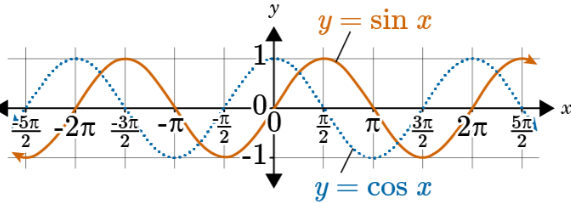 y
y = sin x
1
0
x
-5π/2 -2π -3π/2 -π -π/2 0 π/2 π 3π/2 2π 5π/2
-1
y = cos x